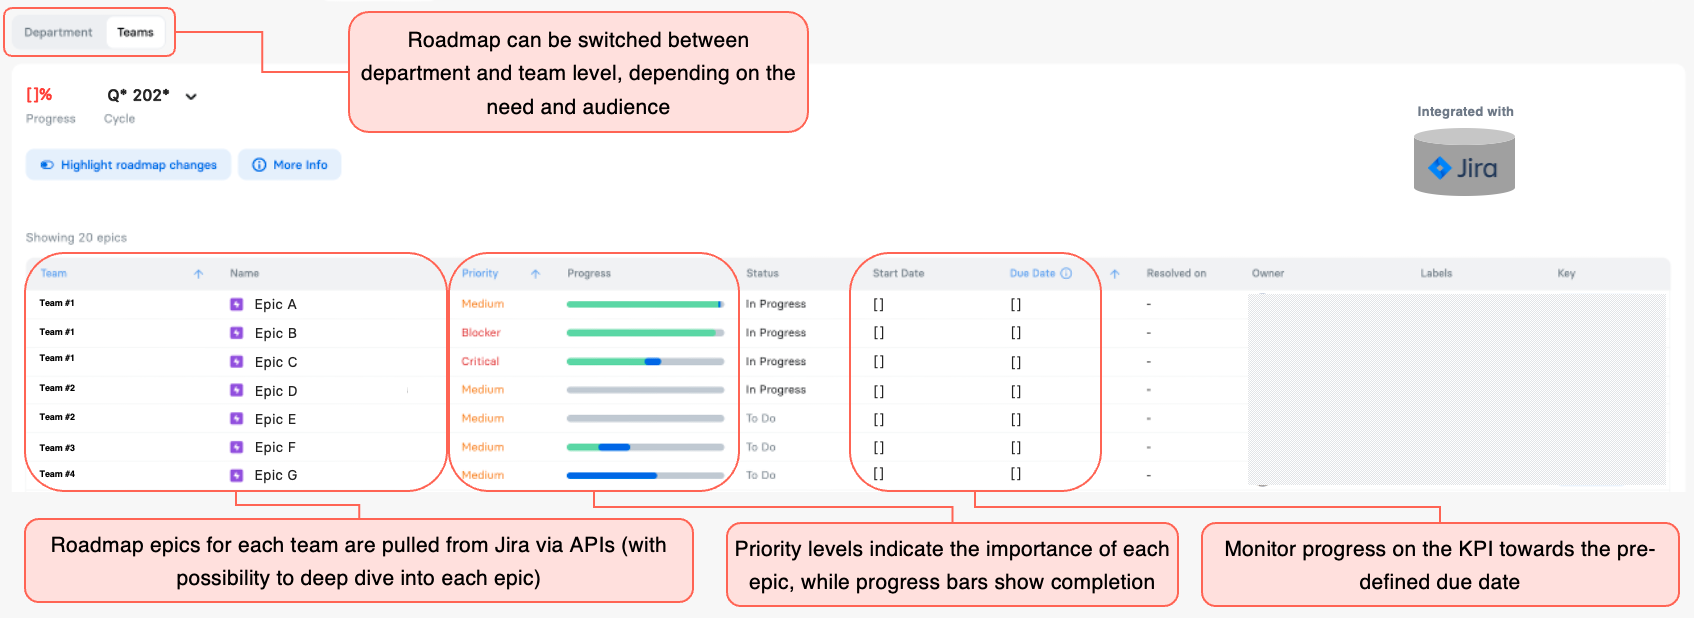 Department Teams
Roadmap can be switched between
department and team level, depending on the
need and audience
[]% Q* 202*
Progress Cycle
Integrated with
Jira
Highlight roadmap changes More Info
Showing 20 epics
Team Name Priority Progress Status Start Date Due Date Resolved on Owner Labels Key
Team #1 Epic A Medium In Progress [] [] -
Team #1 Epic B Blocker In Progress [] [] -
Team #1 Epic C Critical In Progress [] [] -
Team #2 Epic D Medium In Progress [] [] -
Team #2 Epic E Medium To Do [] [] -
Team #3 Epic F Medium To Do [] [] -
Team #4 Epic G Medium To Do [] [] -
Roadmap epics for each team are pulled from Jira via APIs (with
possibility to deep dive into each epic)
Priority levels indicate the importance of each
epic, while progress bars show completion
Monitor progress on the KPI towards the pre-
defined due date